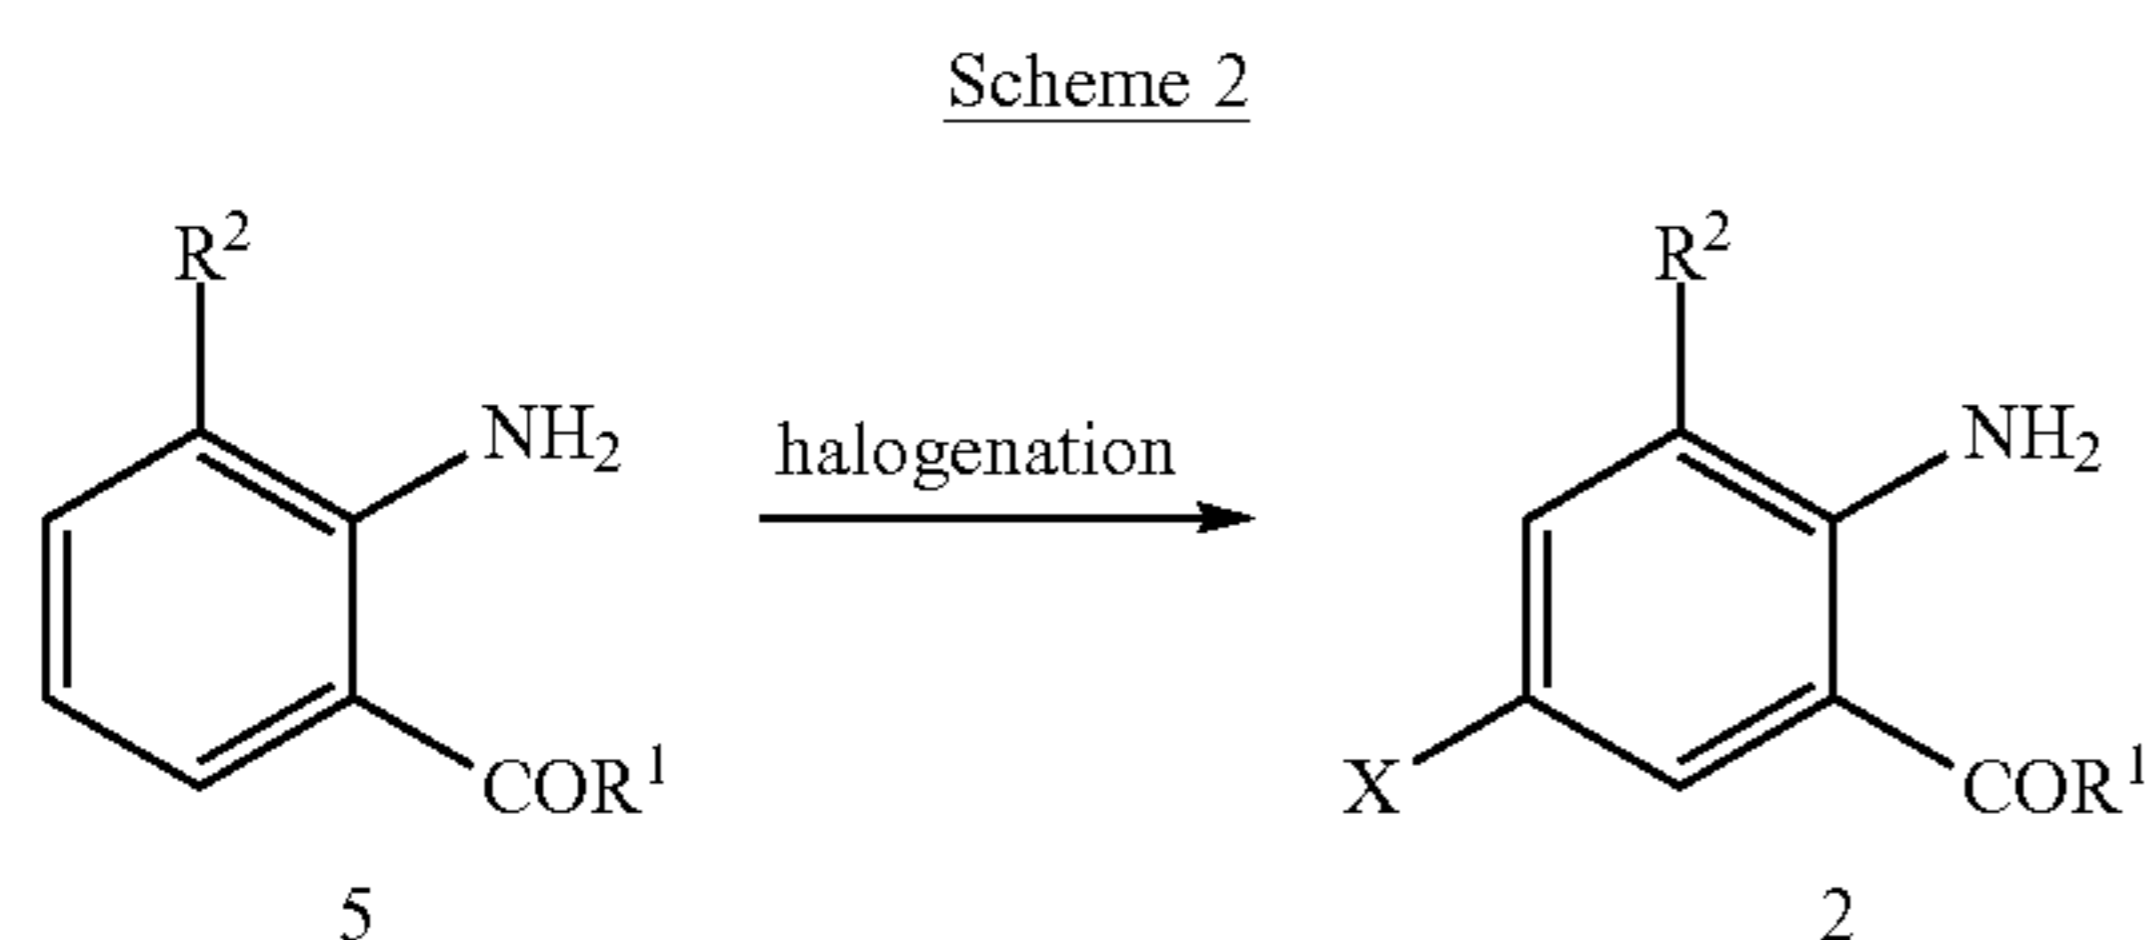 Scheme 2
R²
R²
NH₂
halogenation
NH₂
COR¹
X
COR¹
5
2